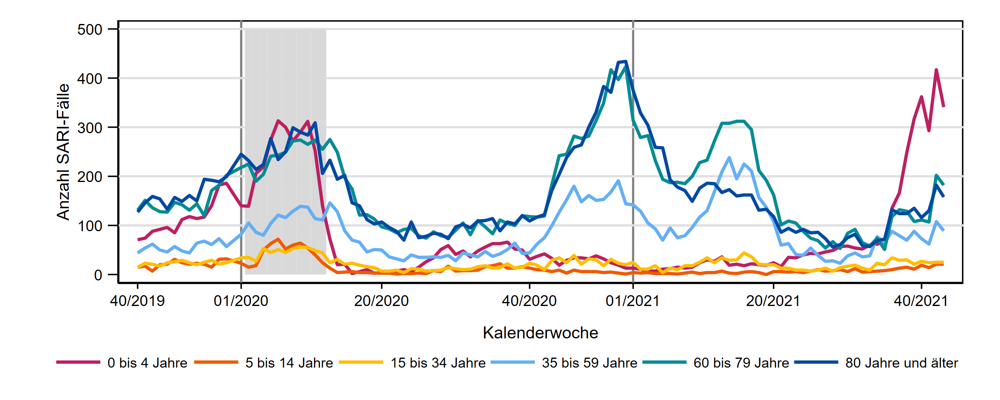 500
400
300
200
100
0
Anzahl SARI-Fälle
40/2019 01/2020 20/2020 40/2020 01/2021 20/2021 40/2021
Kalenderwoche
0 bis 4 Jahre 5 bis 14 Jahre 15 bis 34 Jahre 35 bis 59 Jahre 60 bis 79 Jahre 80 Jahre und älter